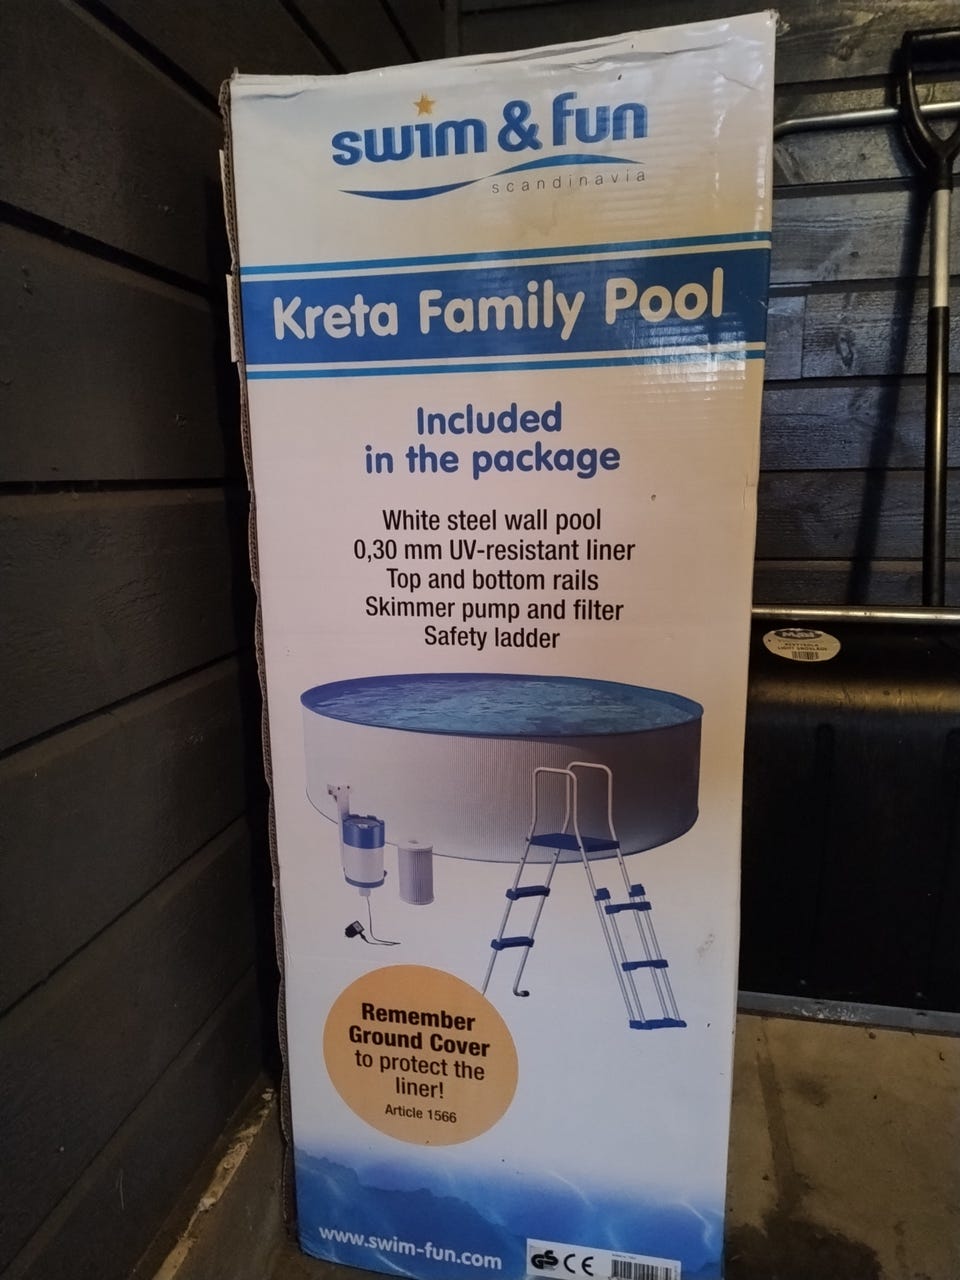 swim & fun
scandinavia
Kreta Family Pool
Included
in the package
White steel wall pool
0,30 mm UV-resistant liner
Top and bottom rails
Skimmer pump and filter
Safety ladder
Remember
Ground Cover
to protect the
liner!
Article 1566
www.swim-fun.com
GS CE